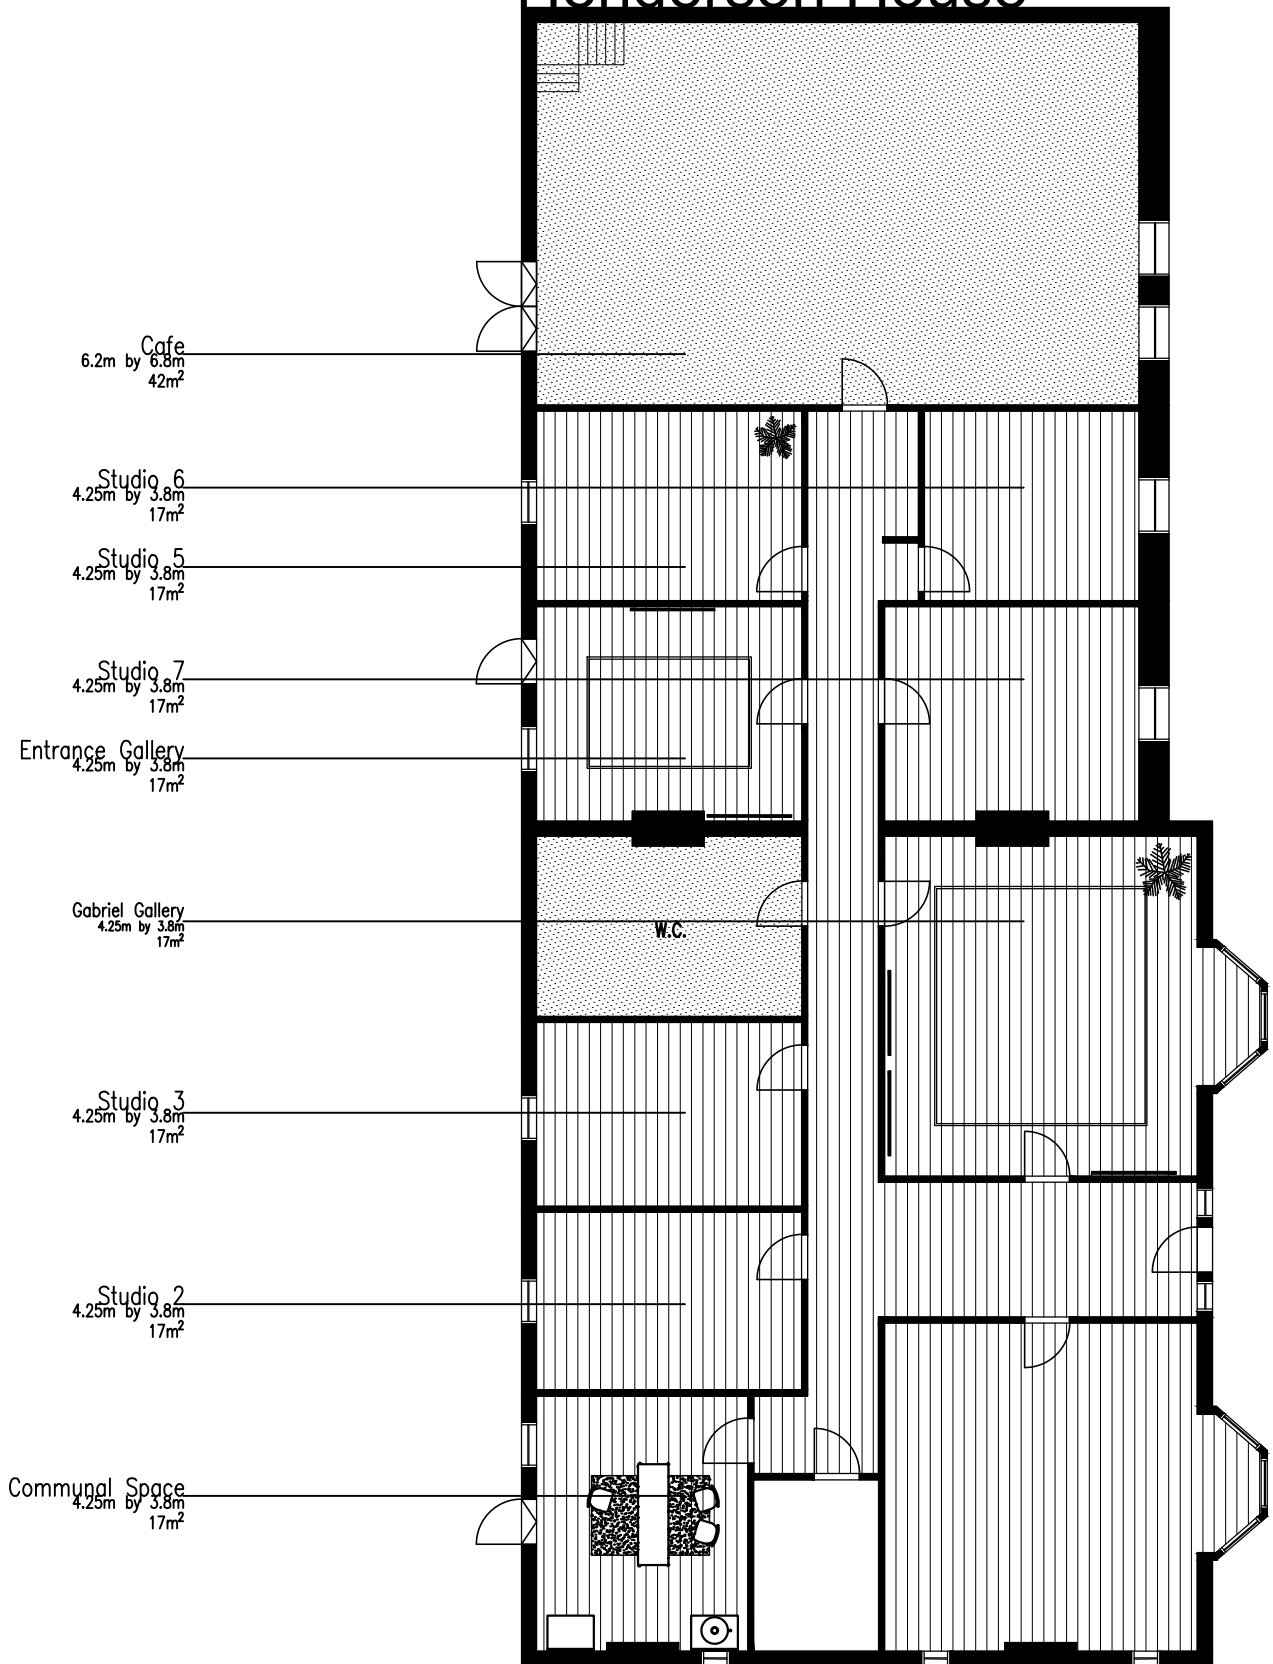 Henderson House
Cafe
6.2m by 6.8m
42m²
Studio 6
4.25m by 3.8m
17m²
Studio 5
4.25m by 3.8m
17m²
Studio 7
4.25m by 3.8m
17m²
Entrance Gallery
4.25m by 3.8m
17m²
Gabriel Gallery
4.25m by 3.8m
17m²
W.C.
Studio 3
4.25m by 3.8m
17m²
Studio 2
4.25m by 3.8m
17m²
Communal Space
4.25m by 3.8m
17m²